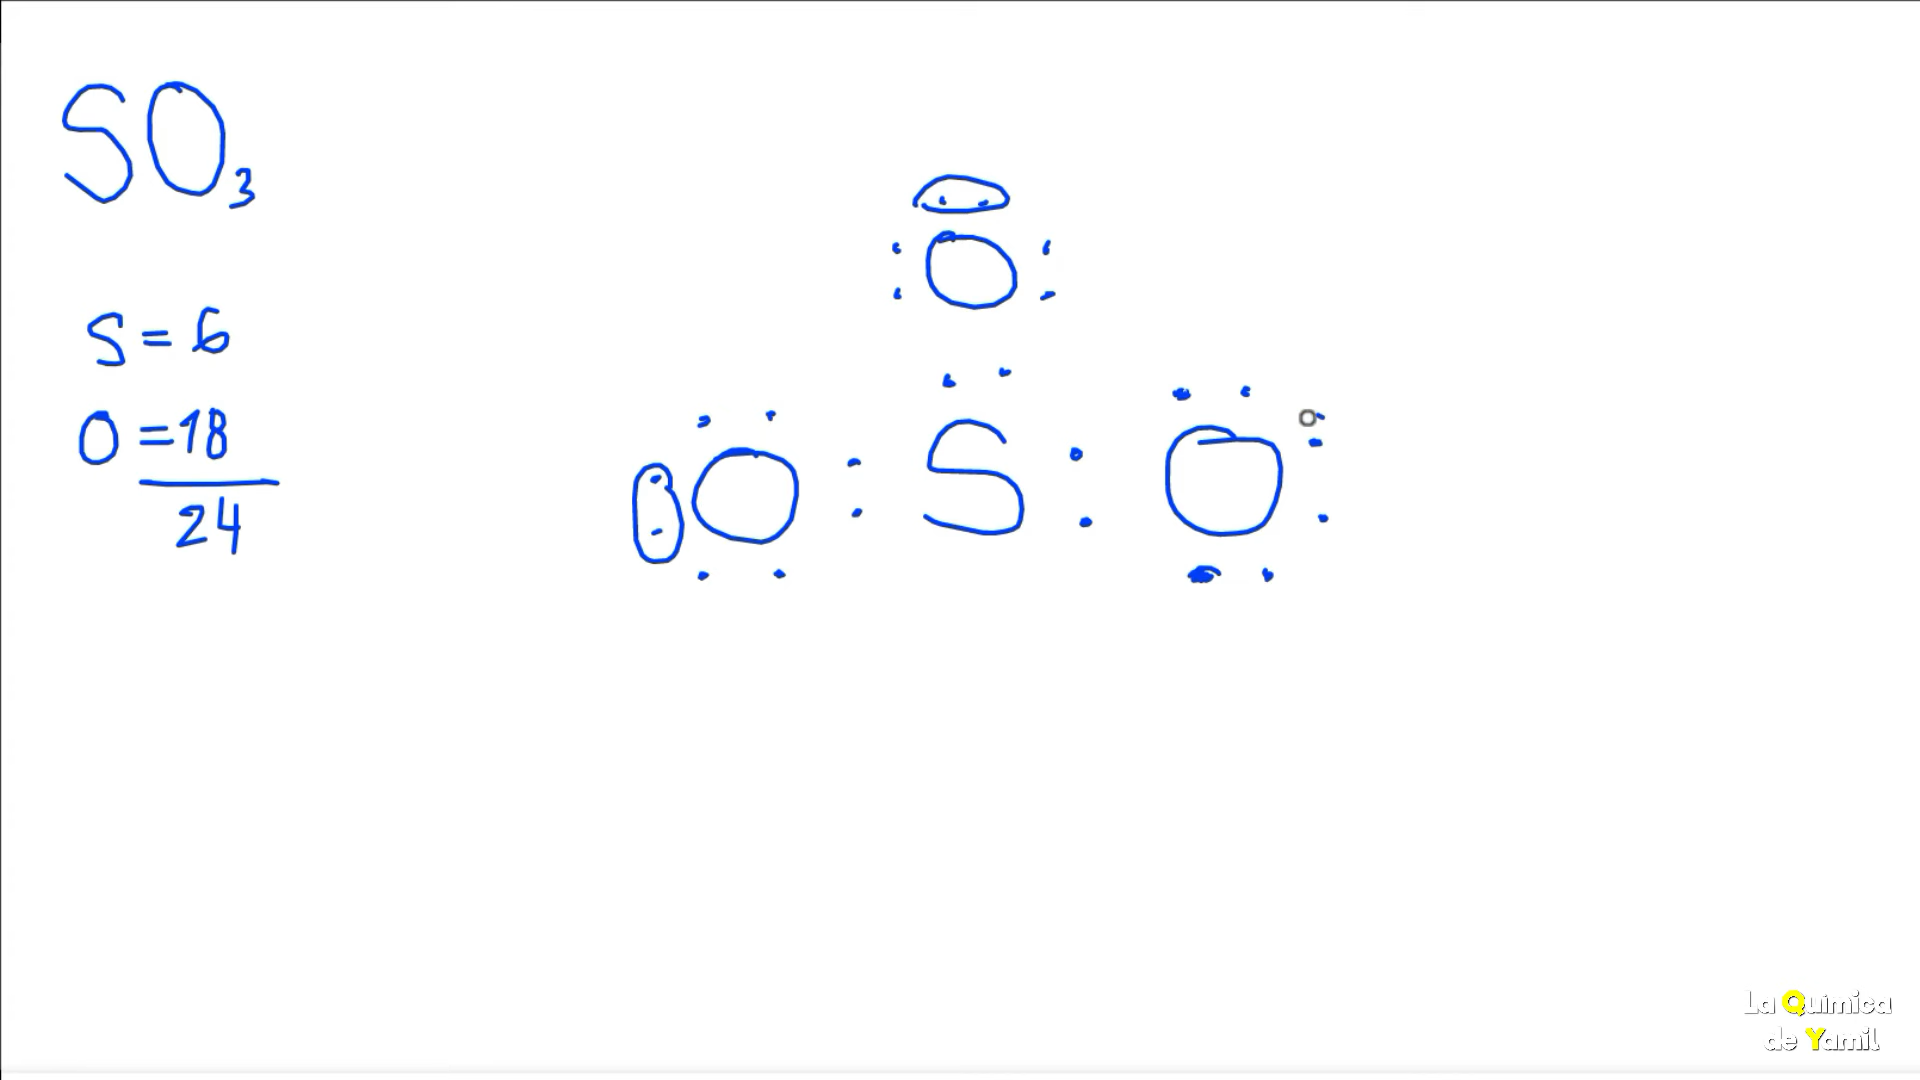 SO₃
S = 6
O = 18
24
O
O : S : O
La Química
de Yamil